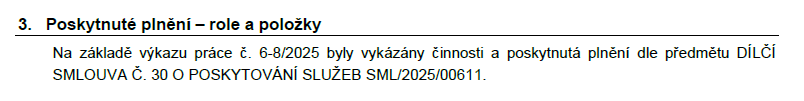 3. Poskytnuté plnění – role a položky
Na základě výkazu práce č. 6-8/2025 byly vykázány činnosti a poskytnutá plnění dle předmětu DÍLČÍ
SMLOUVA Č. 30 O POSKYTOVÁNÍ SLUŽEB SML/2025/00611.